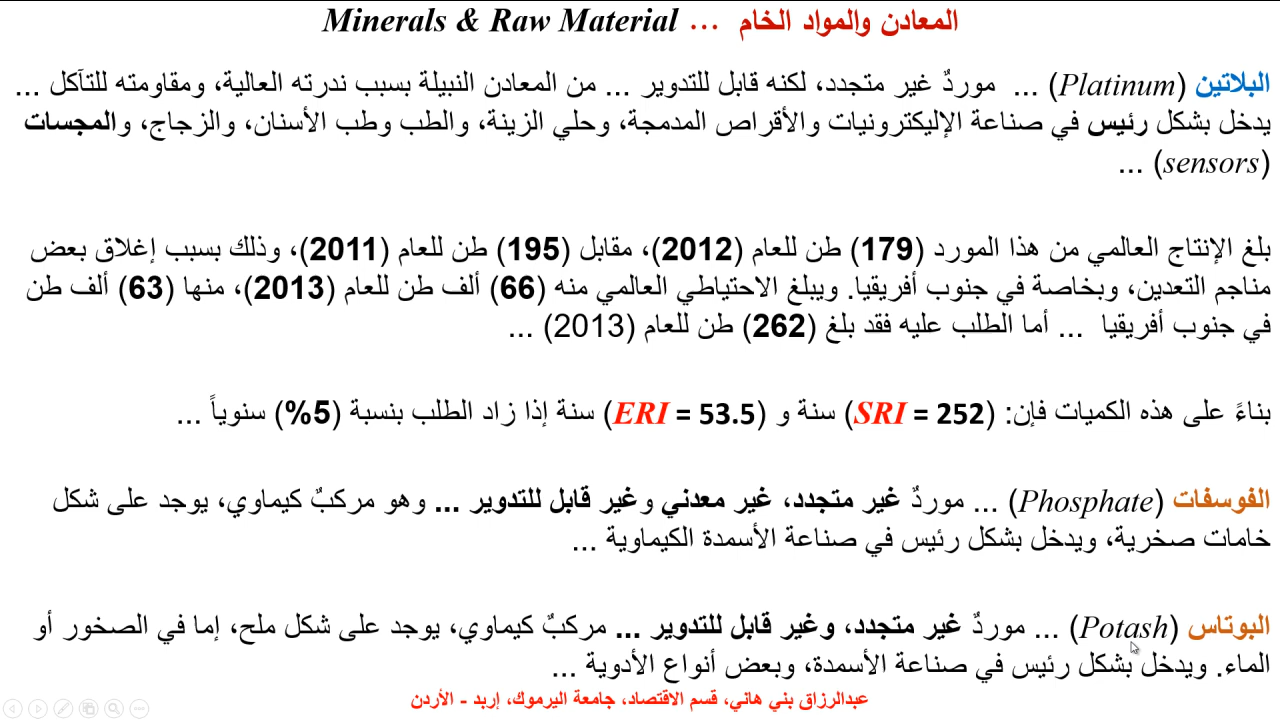 المعادن والمواد الخام ... Minerals & Raw Material
البلاتين (Platinum) ... موردٌ غير متجدد، لكنه قابل للتدوير ... من المعادن النبيلة بسبب ندرته العالية، ومقاومته للتآكل ...
يدخل بشكل رئيس في صناعة الإليكترونيات والأقراص المدمجة، وحلي الزينة، والطب وطب الأسنان، والزجاج، والمجسات
(sensors) ...
بلغ الإنتاج العالمي من هذا المورد (179) طن للعام (2012)، مقابل (195) طن للعام (2011)، وذلك بسبب إغلاق بعض
مناجم التعدين، وبخاصة في جنوب أفريقيا. ويبلغ الاحتياطي العالمي منه (66) ألف طن للعام (2013)، منها (63) ألف طن
في جنوب أفريقيا ... أما الطلب عليه فقد بلغ (262) طن للعام (2013) ...
بناءً على هذه الكميات فإن: (SRI = 252) سنة و (ERI = 53.5) سنة إذا زاد الطلب بنسبة (5%) سنوياً ...
الفوسفات (Phosphate) ... موردٌ غير متجدد، غير معدني وغير قابل للتدوير ... وهو مركبٌ كيماوي، يوجد على شكل
خامات صخرية، ويدخل بشكل رئيس في صناعة الأسمدة الكيماوية ...
البوتاس (Potash) ... موردٌ غير متجدد، وغير قابل للتدوير ... مركبٌ كيماوي، يوجد على شكل ملح، إما في الصخور أو
الماء. ويدخل بشكل رئيس في صناعة الأسمدة، وبعض أنواع الأدوية ...
عبدالرزاق بني هاني، قسم الاقتصاد، جامعة اليرموك، إربد - الأردن